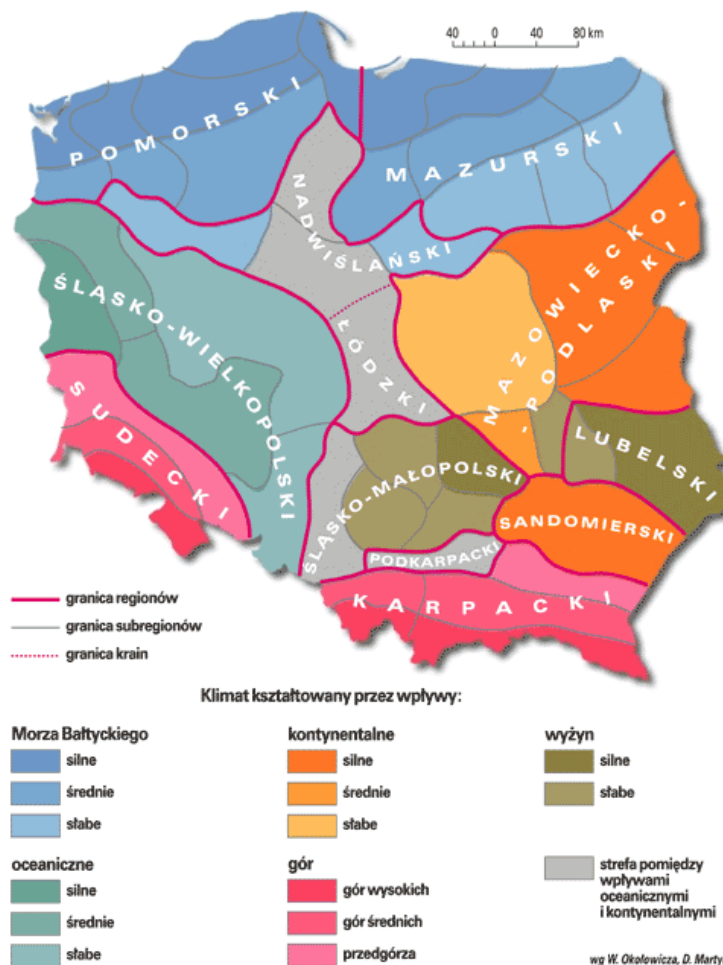 40 0 40 80 km
POMORSKI
MAZURSKI
NADWIŚLAŃSKI
MAZOWIECKO-
-PODLASKI
ŚLĄSKO-WIELKOPOLSKI
ŁÓDZKI
SUDECKI
LUBELSKI
ŚLĄSKO-MAŁOPOLSKI
SANDOMIERSKI
PODKARPACKI
KARPACKI
granica regionów
granica subregionów
granica krain
Klimat kształtowany przez wpływy:
Morza Bałtyckiego
silne
średnie
słabe
kontynentalne
silne
średnie
słabe
wyżyn
silne
słabe
oceaniczne
silne
średnie
słabe
gór
gór wysokich
gór średnich
przedgórza
strefa pomiędzy
wpływami
oceanicznymi
i kontynentalnymi
wg W. Okołowicza, D. Marty